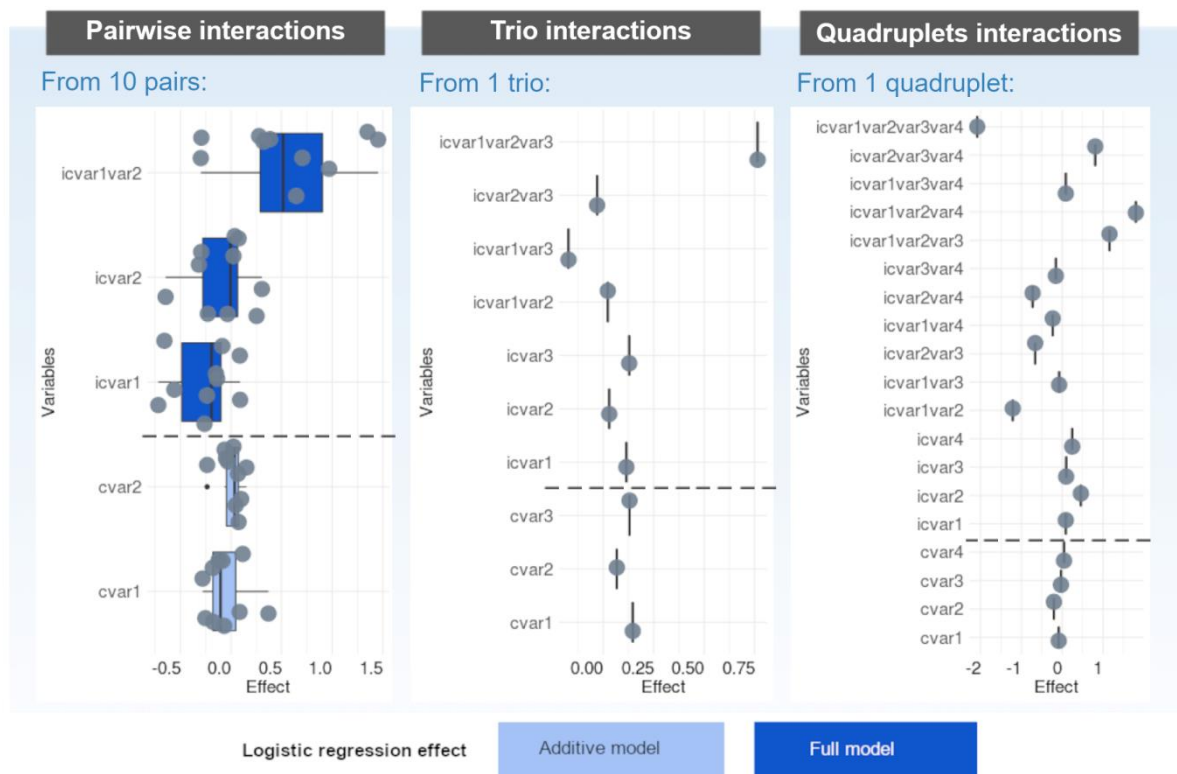 Pairwise interactions
From 10 pairs:
icvar1var2
icvar2
icvar1
cvar2
cvar1
Variables
-0.5 0.0 0.5 1.0 1.5
Effect
Trio interactions
From 1 trio:
icvar1var2var3
icvar2var3
icvar1var3
icvar1var2
icvar3
icvar2
icvar1
cvar3
cvar2
cvar1
Variables
0.00 0.25 0.50 0.75
Effect
Quadruplets interactions
From 1 quadruplet:
icvar1var2var3var4
icvar2var3var4
icvar1var3var4
icvar1var2var4
icvar1var2var3
icvar3var4
icvar2var4
icvar1var4
icvar2var3
icvar1var3
icvar1var2
icvar4
icvar3
icvar2
icvar1
cvar4
cvar3
cvar2
cvar1
Variables
-2 -1 0 1
Effect
Logistic regression effect
Additive model
Full model